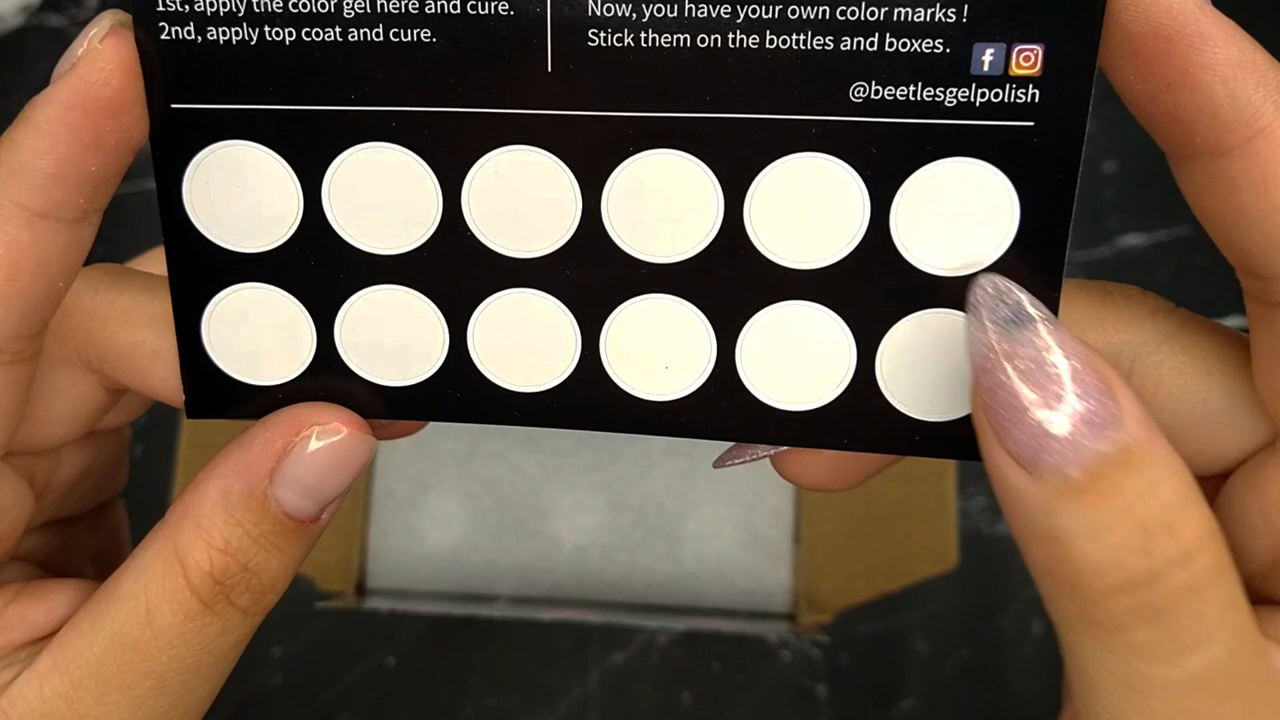 1st, apply the color gel here and cure.
2nd, apply top coat and cure.
Now, you have your own color marks !
Stick them on the bottles and boxes.
@beetlesgelpolish